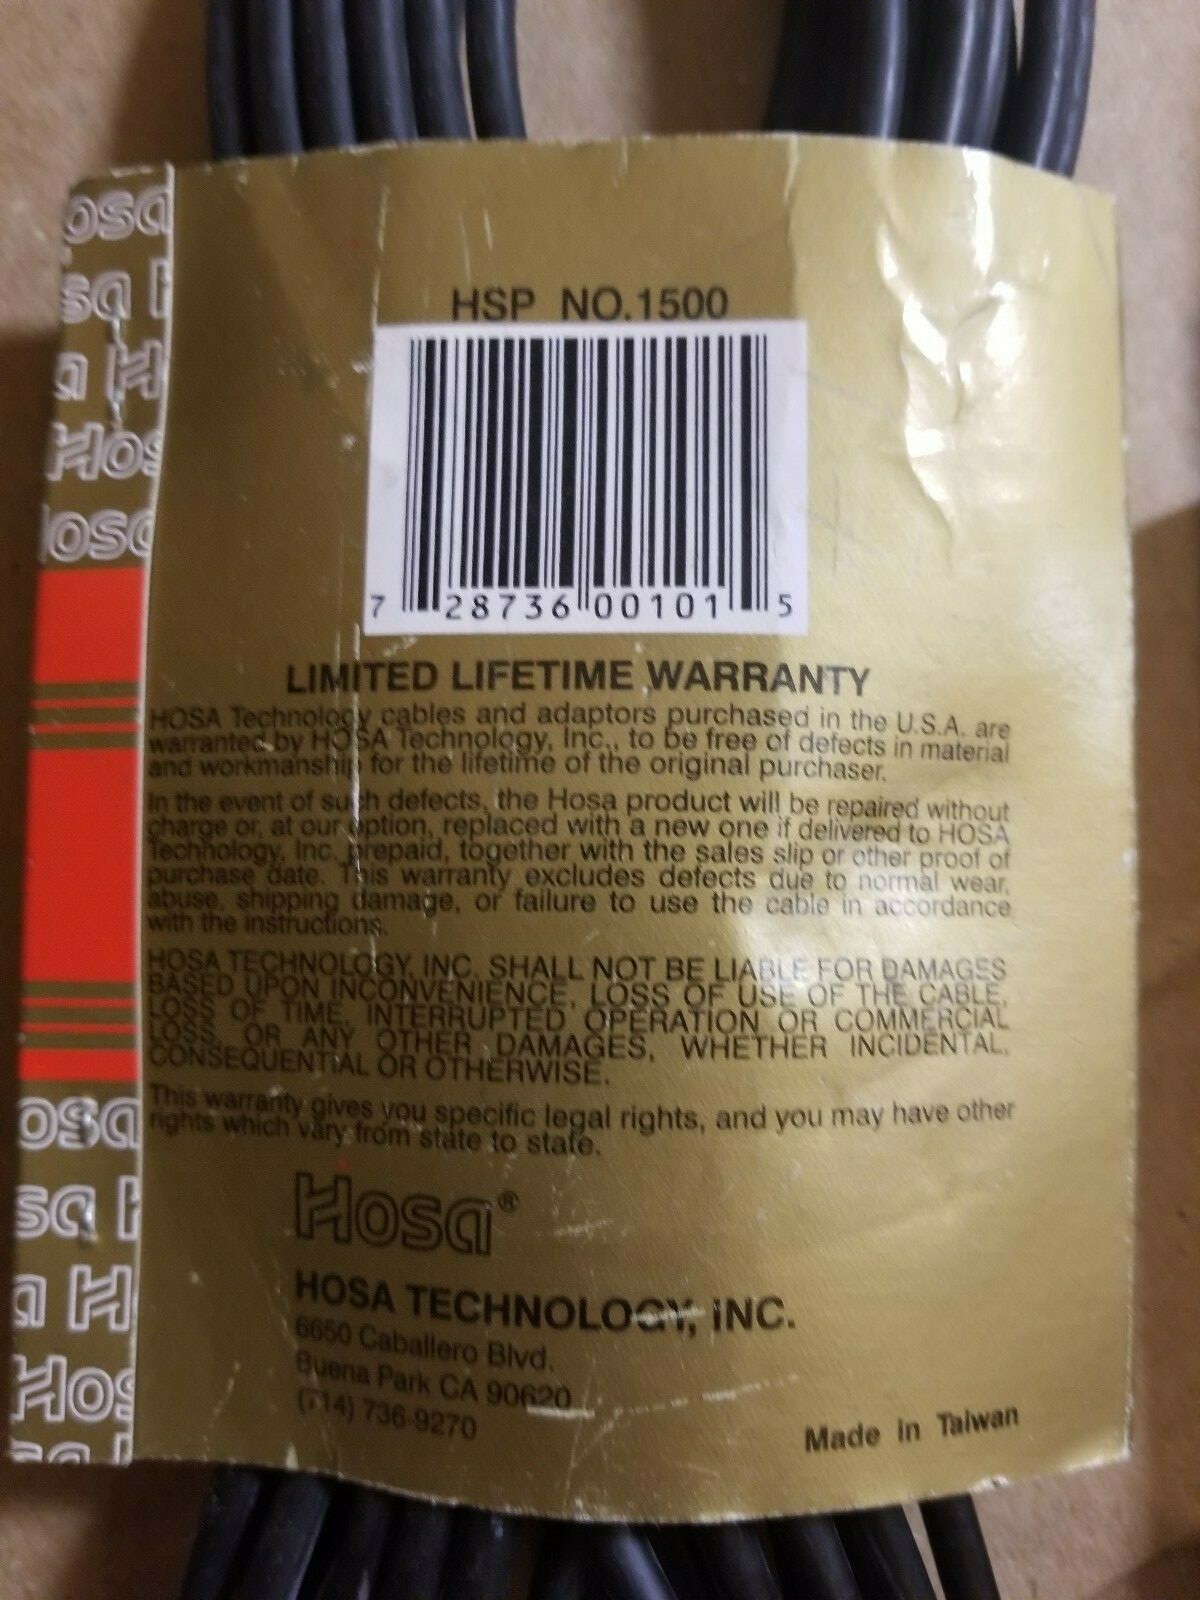 HSP NO.1500
7 28736 00101 5
LIMITED LIFETIME WARRANTY
HOSA Technology cables and adaptors purchased in the U.S.A. are
warranted by HOSA Technology, Inc., to be free of defects in material
and workmanship for the lifetime of the original purchaser.
In the event of such defects, the Hosa product will be repaired without
charge or, at our option, replaced with a new one if delivered to HOSA
Technology, Inc. prepaid, together with the sales slip or other proof of
purchase date. This warranty excludes defects due to normal wear,
abuse, shipping damage, or failure to use the cable in accordance
with the instructions.
HOSA TECHNOLOGY, INC. SHALL NOT BE LIABLE FOR DAMAGES
BASED UPON INCONVENIENCE, LOSS OF USE OF THE CABLE,
LOSS OF TIME, INTERRUPTED OPERATION OR COMMERCIAL
LOSS, OR ANY OTHER DAMAGES, WHETHER INCIDENTAL,
CONSEQUENTIAL OR OTHERWISE.
This warranty gives you specific legal rights, and you may have other
rights which vary from state to state.
Hosa®
HOSA TECHNOLOGY, INC.
6650 Caballero Blvd.
Buena Park CA 90620
(714) 736-9270
Made in Taiwan
osa
sa H
a H
Hos
Hosa
osa
sa H
a H
Hos
sa H